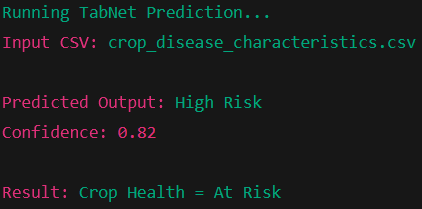 Running TabNet Prediction...
Input CSV: crop_disease_characteristics.csv
Predicted Output: High Risk
Confidence: 0.82
Result: Crop Health = At Risk